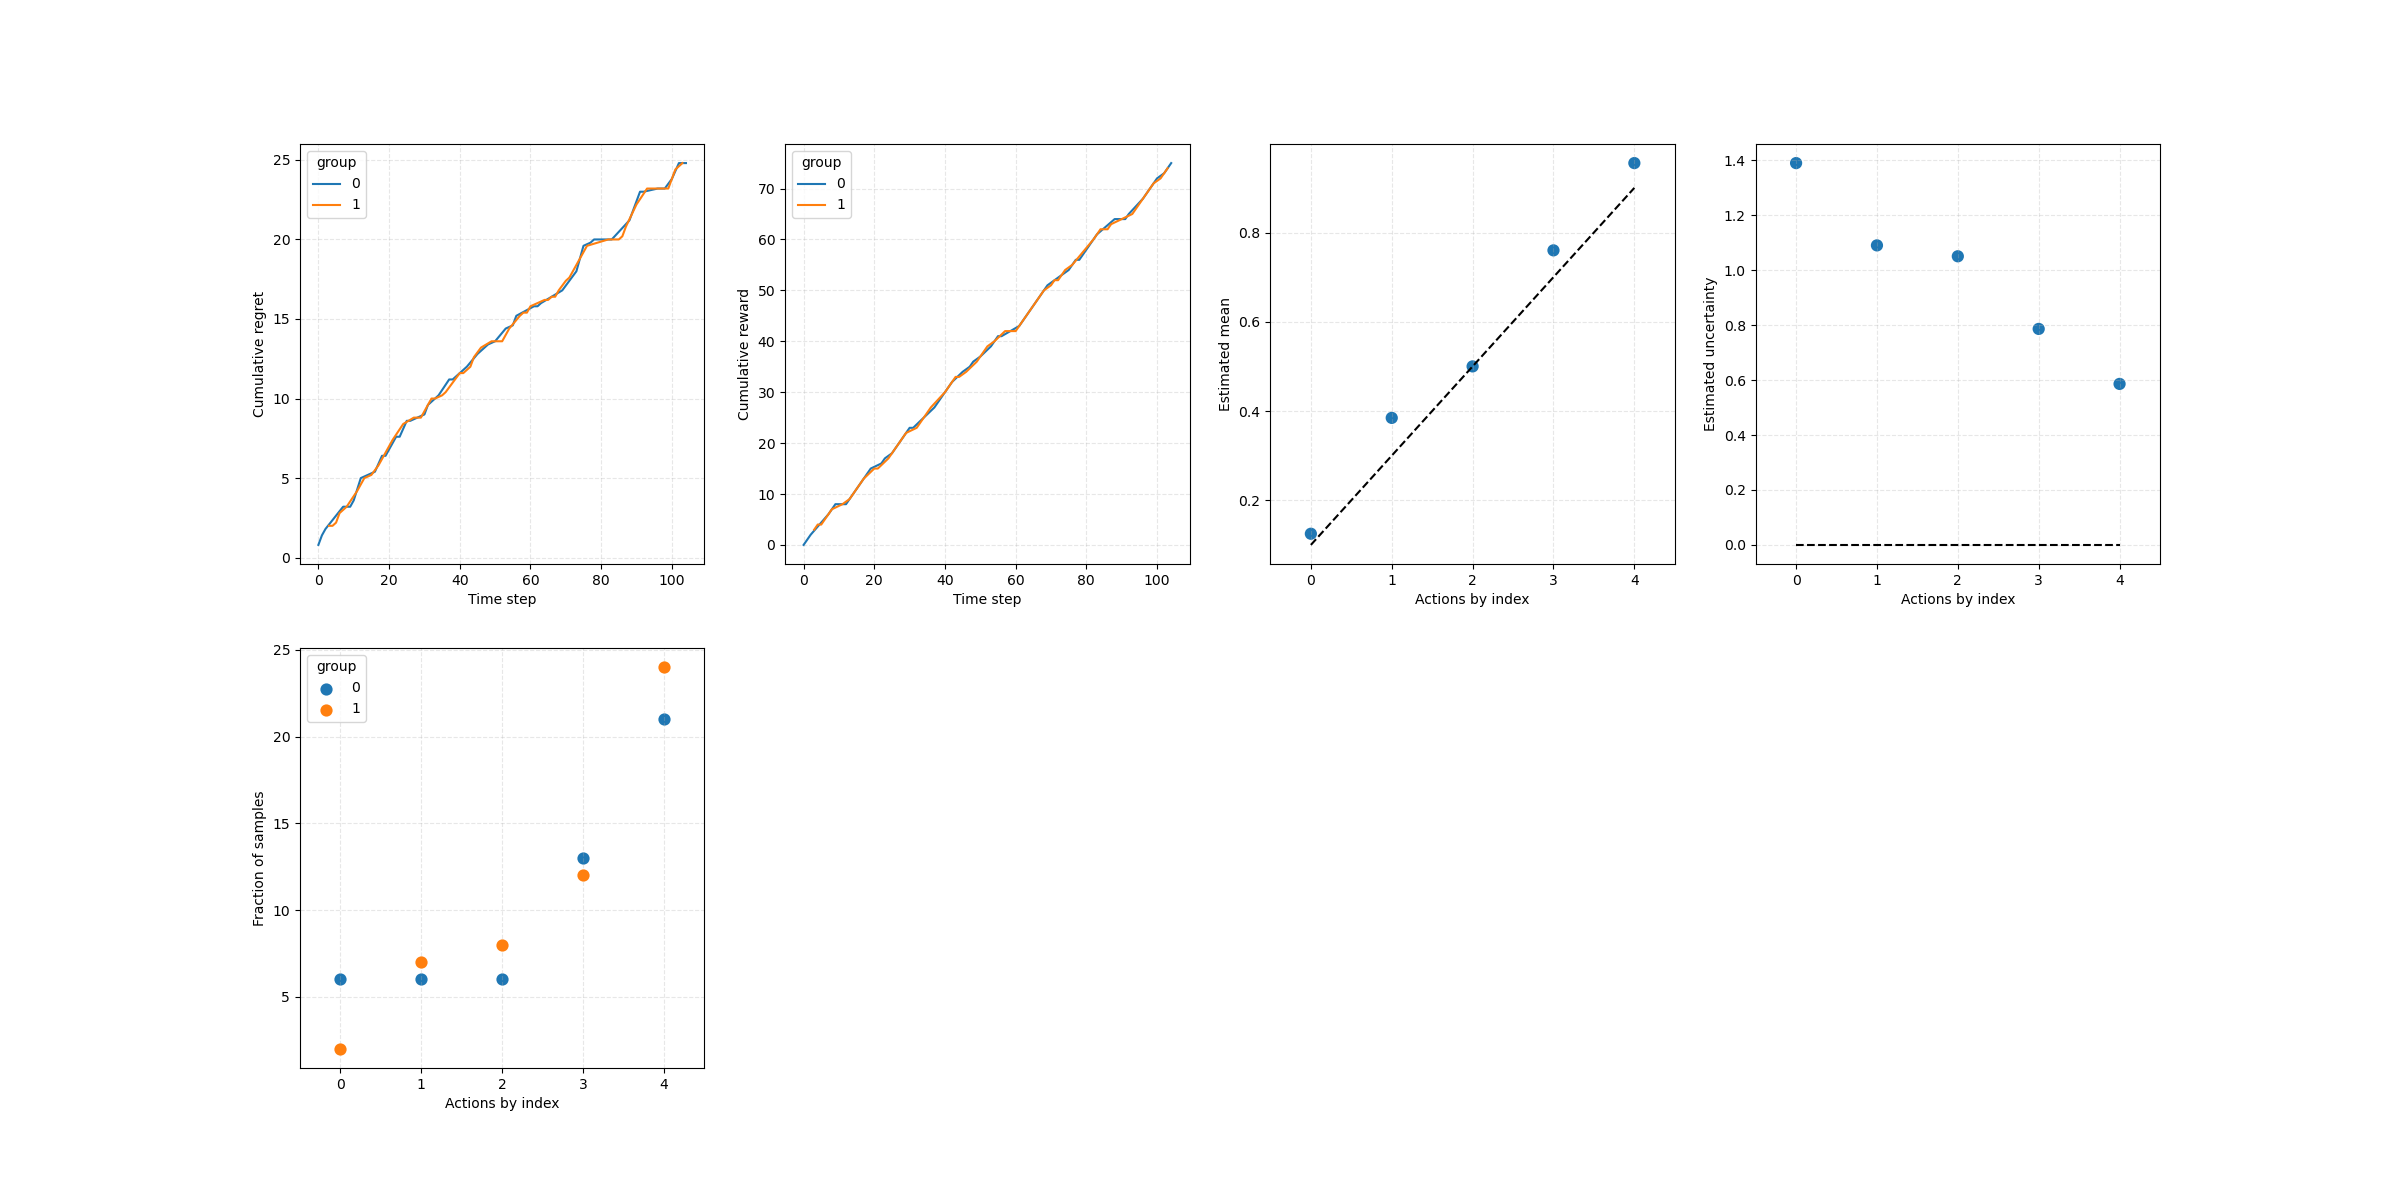 group
0
1
25
20
15
10
5
0
Cumulative regret
0 20 40 60 80 100
Time step
group
0
1
70
60
50
40
30
20
10
0
Cumulative reward
0 20 40 60 80 100
Time step
0.8
0.6
0.4
0.2
Estimated mean
0 1 2 3 4
Actions by index
1.4
1.2
1.0
0.8
0.6
0.4
0.2
0.0
Estimated uncertainty
0 1 2 3 4
Actions by index
group
0
1
25
20
15
10
5
Fraction of samples
0 1 2 3 4
Actions by index